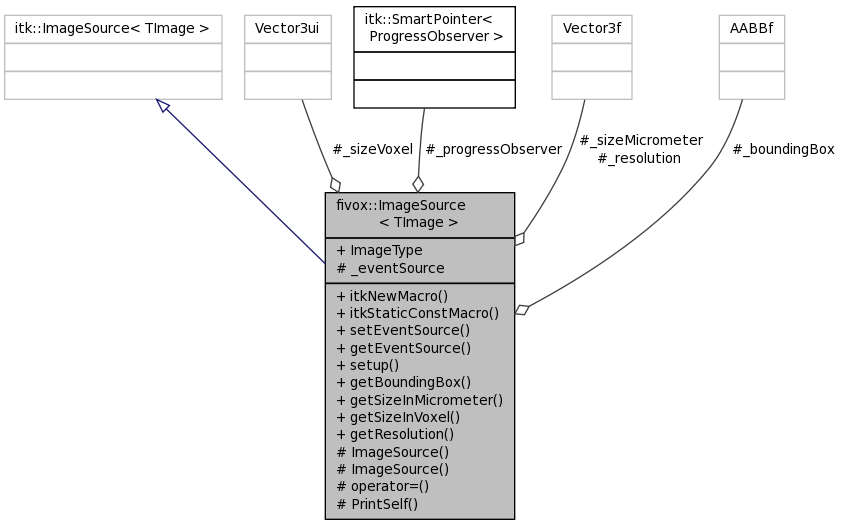 itk::ImageSource< TImage >
Vector3ui
itk::SmartPointer<
ProgressObserver >
Vector3f
AABBf
#_sizeVoxel
#_progressObserver
#_sizeMicrometer
#_resolution
#_boundingBox
fivox::ImageSource
< TImage >
+ ImageType
# _eventSource
+ itkNewMacro()
+ itkStaticConstMacro()
+ setEventSource()
+ getEventSource()
+ setup()
+ getBoundingBox()
+ getSizeInMicrometer()
+ getSizeInVoxel()
+ getResolution()
# ImageSource()
# ImageSource()
# operator=()
# PrintSelf()